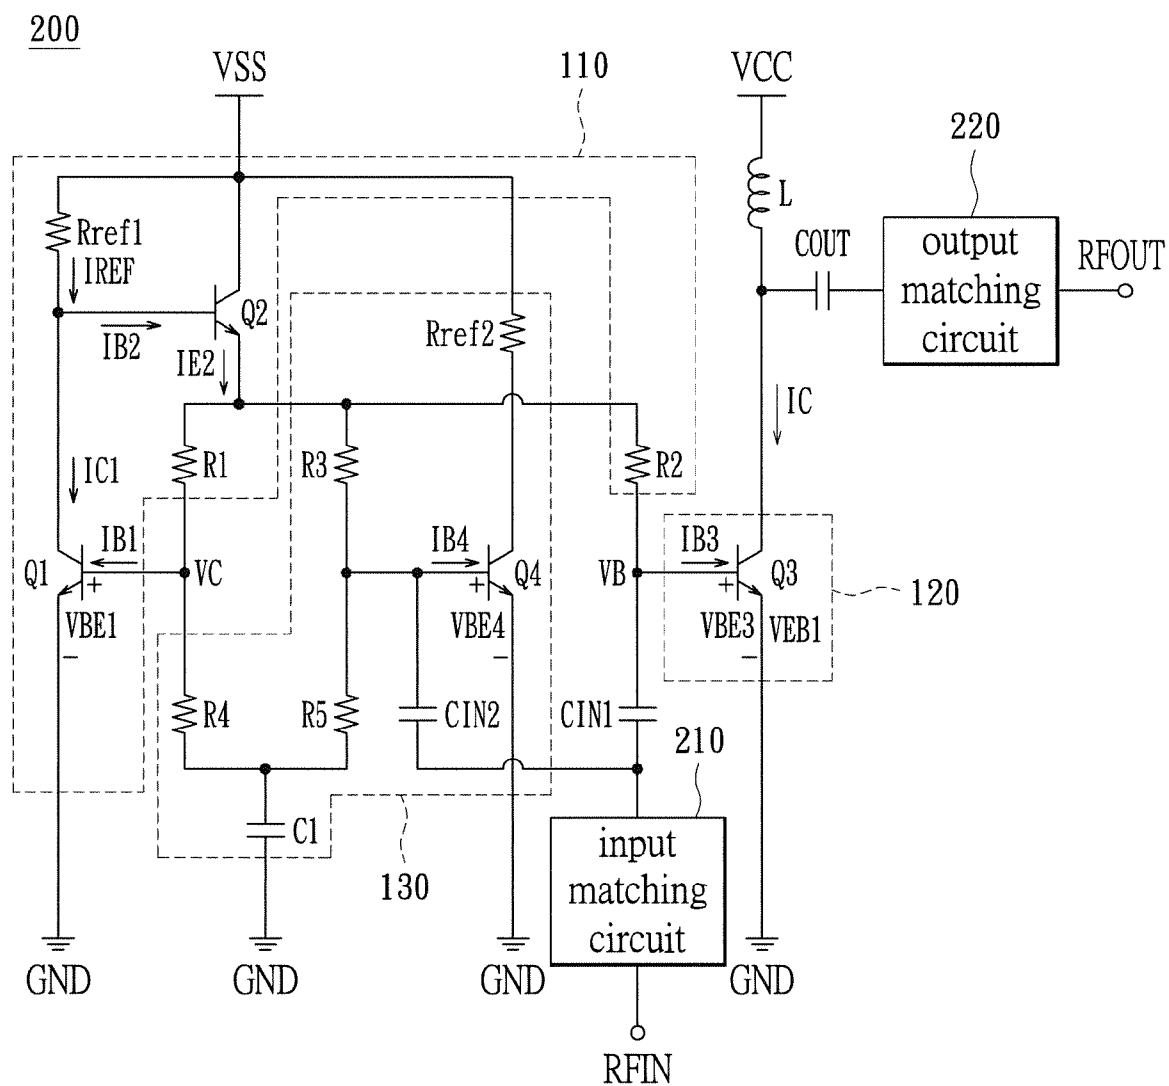 200
VSS
110
VCC
220
Rref1
L
COUT
output
matching
circuit
RFOUT
IREF
Q2
IB2
Rref2
IE2
IC
IC1
R1
R3
R2
IB1
IB4
IB3
Q1
+
VC
+
Q4
VB
+
Q3
120
VBE1
VBE4
VBE3
VEB1
−
−
−
R4
R5
CIN2
CIN1
210
C1
130
input
matching
circuit
GND
GND
GND
GND
RFIN